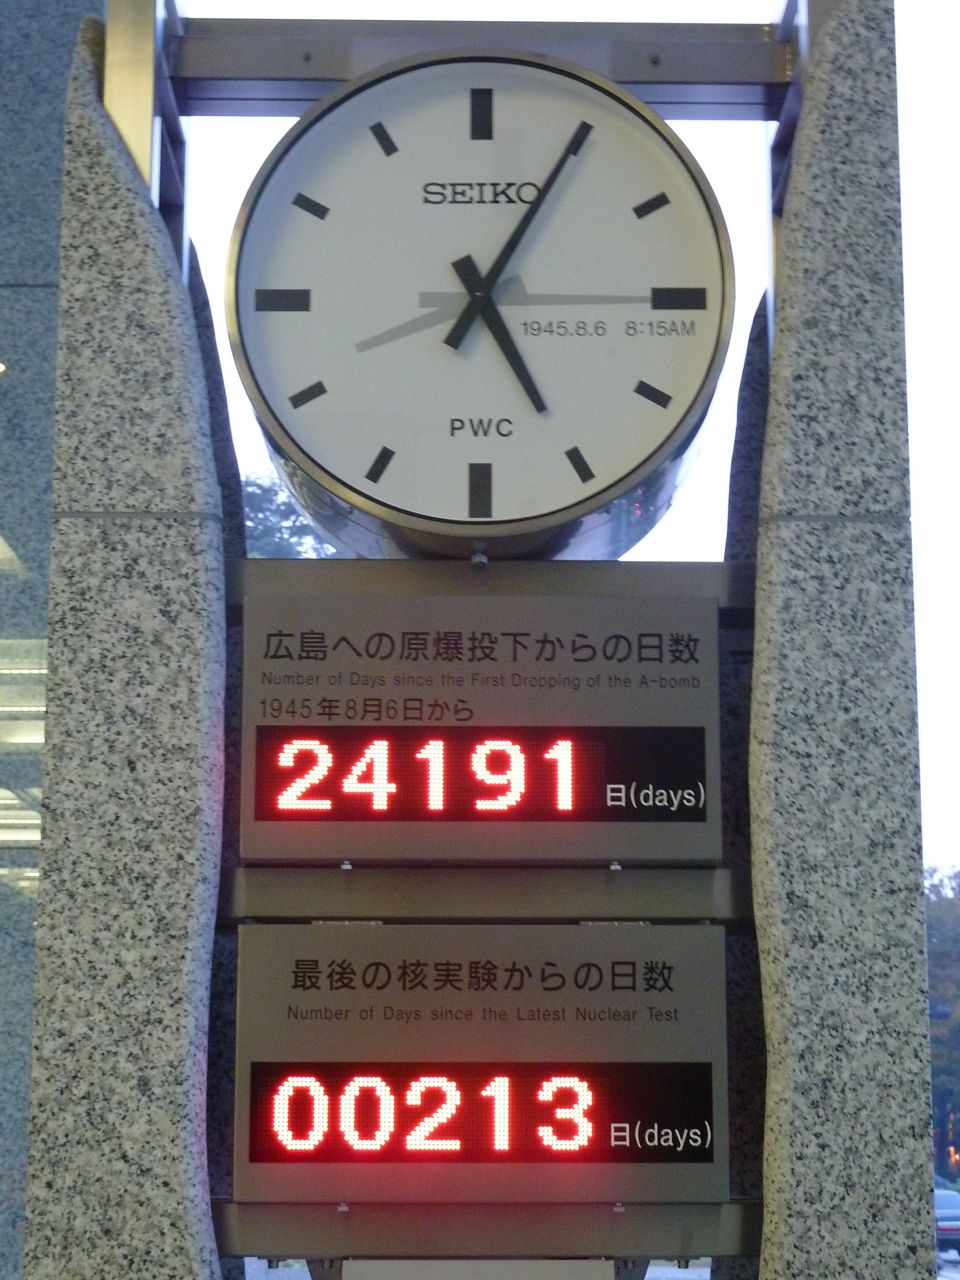 SEIKO
1945.8.6 8:15AM
PWC
広島への原爆投下からの日数
Number of Days since the First Dropping of the A-bomb
1945年8月6日から
24191 日(days)
最後の核実験からの日数
Number of Days since the Latest Nuclear Test
00213 日(days)